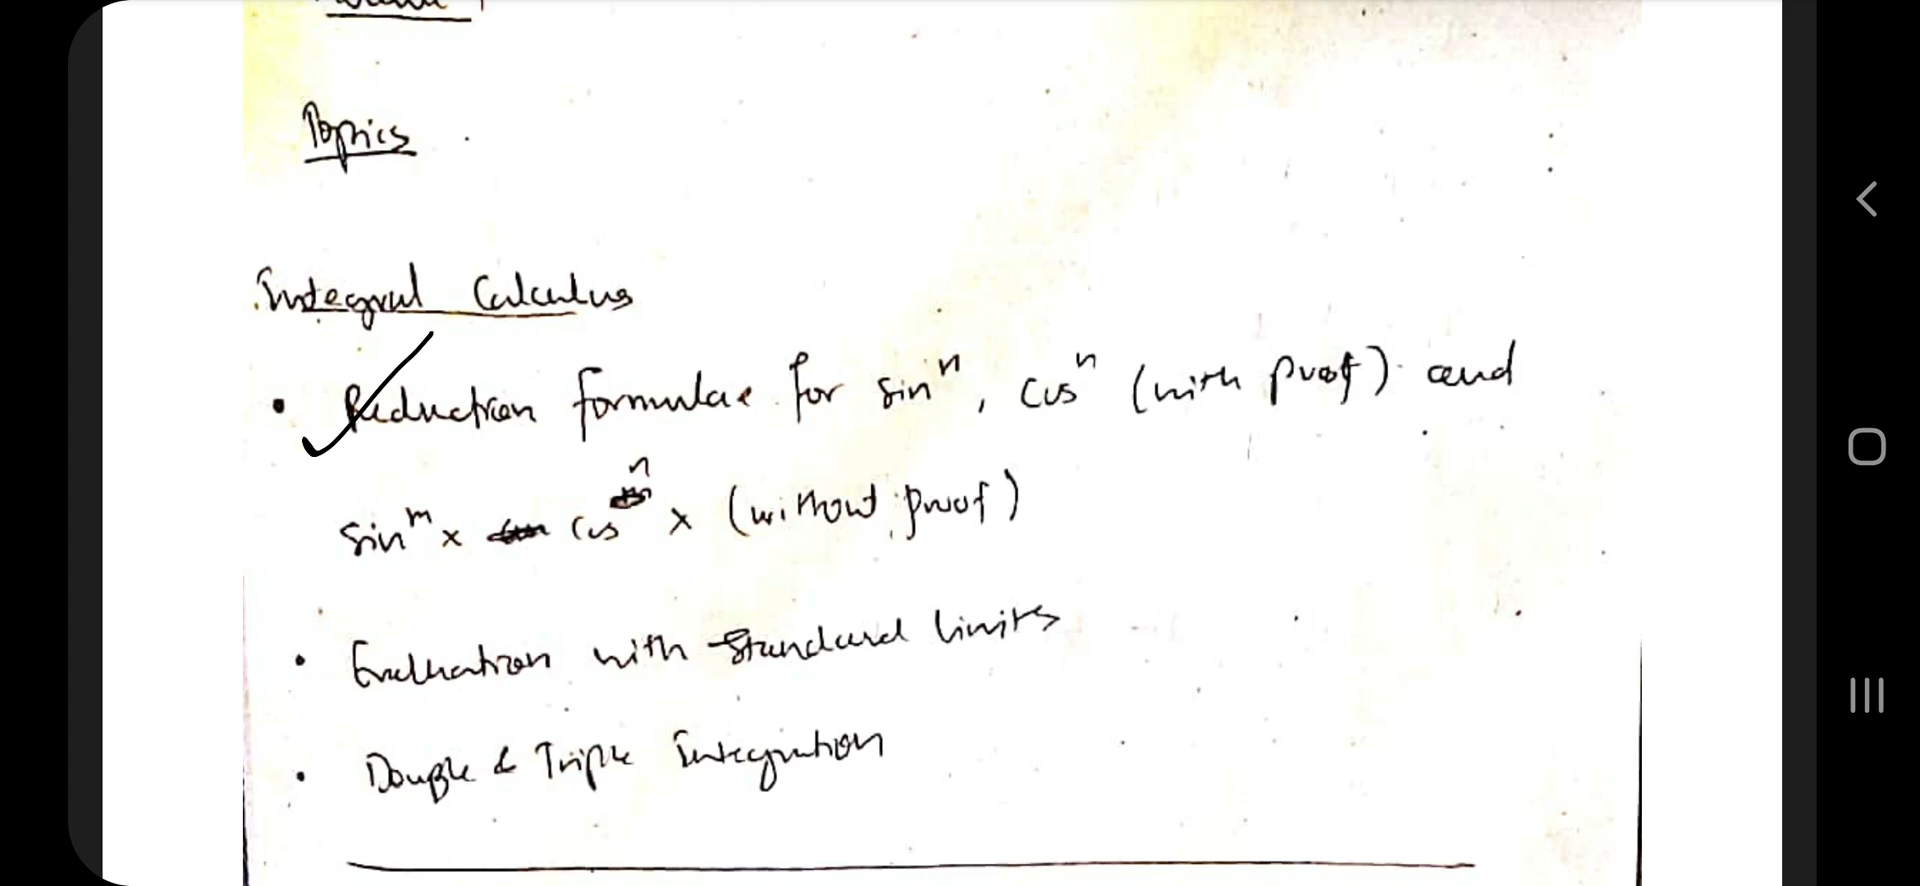 Topics
Integral Calculus
• Reduction formulae for sinⁿ, cosⁿ (with proof) and
sinᵐx cosⁿx (without proof)
• Evaluation with standard limits
• Double & Triple Integration